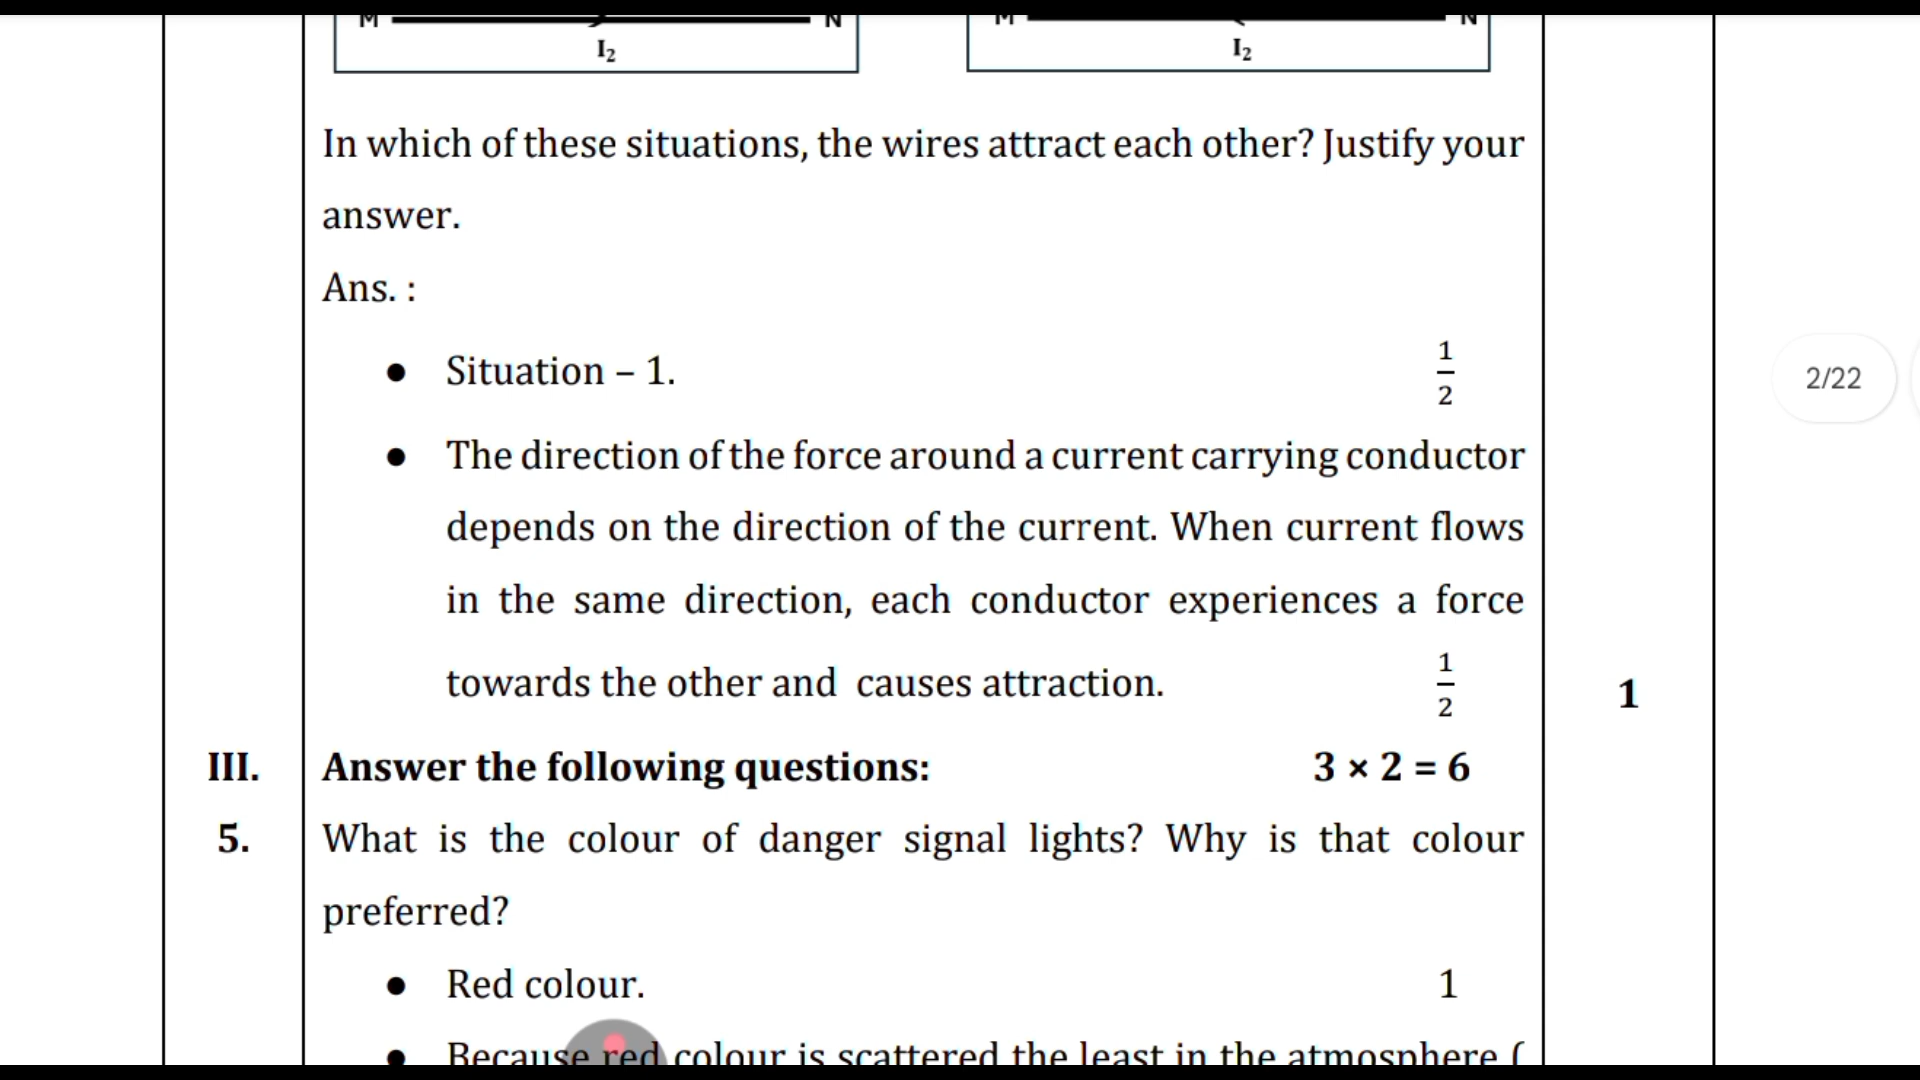 M N M N
I₂ I₂
In which of these situations, the wires attract each other? Justify your
answer.
Ans. :
● Situation – 1. 1/2
● The direction of the force around a current carrying conductor
depends on the direction of the current. When current flows
in the same direction, each conductor experiences a force
towards the other and causes attraction. 1/2 1
2/22
III. Answer the following questions: 3 × 2 = 6
5. What is the colour of danger signal lights? Why is that colour
preferred?
● Red colour. 1
● Because red colour is scattered the least in the atmosphere (